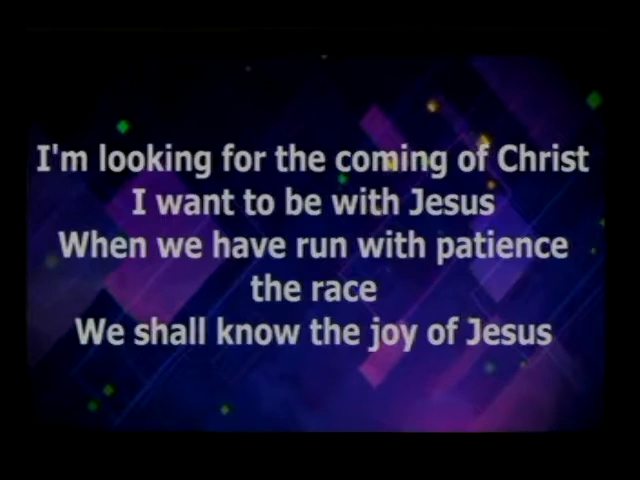 I'm looking for the coming of Christ
I want to be with Jesus
When we have run with patience
the race
We shall know the joy of Jesus